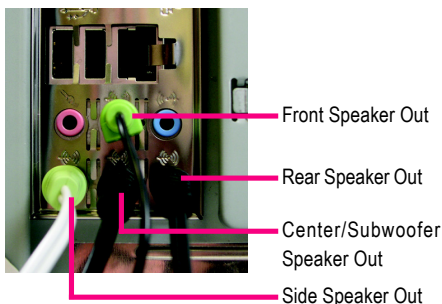 Front Speaker Out
Rear Speaker Out
Center/Subwoofer
Speaker Out
Side Speaker Out